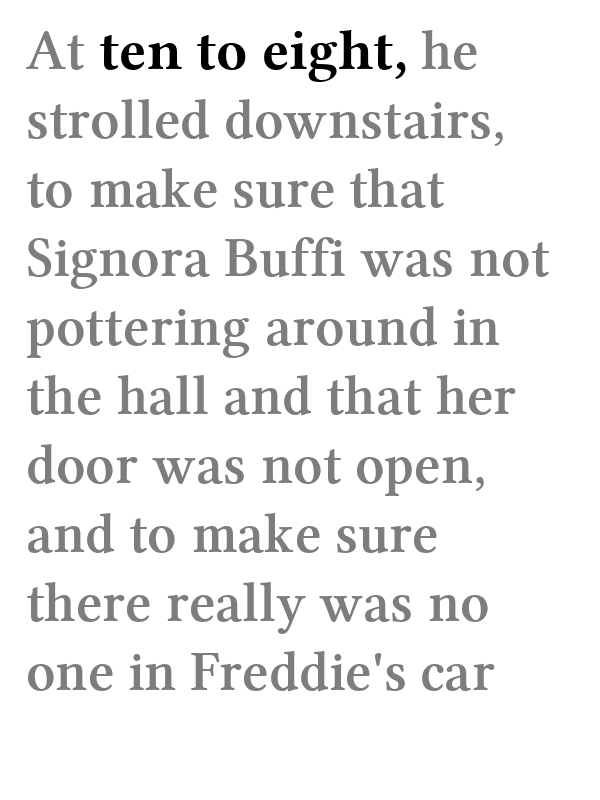 At ten to eight, he
strolled downstairs,
to make sure that
Signora Buffi was not
pottering around in
the hall and that her
door was not open,
and to make sure
there really was no
one in Freddie's car